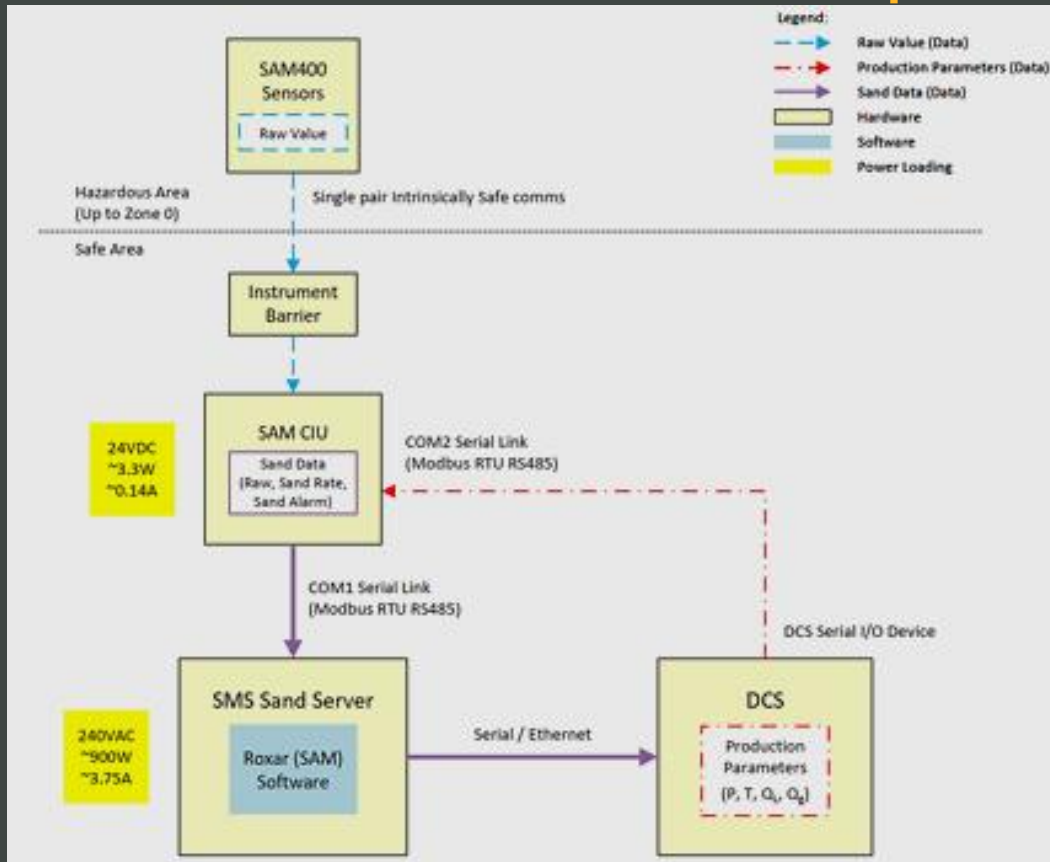 Legend:
Raw Value (Data)
Production Parameters (Data)
Sand Data (Data)
Hardware
Software
Power Loading
SAM400
Sensors
Raw Value
Hazardous Area
(Up to Zone 0)
Single pair Intrinsically Safe comms
Safe Area
Instrument
Barrier
24VDC
~3.3W
~0.14A
SAM CIU
Sand Data
(Raw, Sand Rate,
Sand Alarm)
COM2 Serial Link
(Modbus RTU RS485)
COM1 Serial Link
(Modbus RTU RS485)
DCS Serial I/O Device
240VAC
~900W
~3.75A
SMS Sand Server
Roxar (SAM)
Software
Serial / Ethernet
DCS
Production
Parameters
(P, T, QL, Qg)